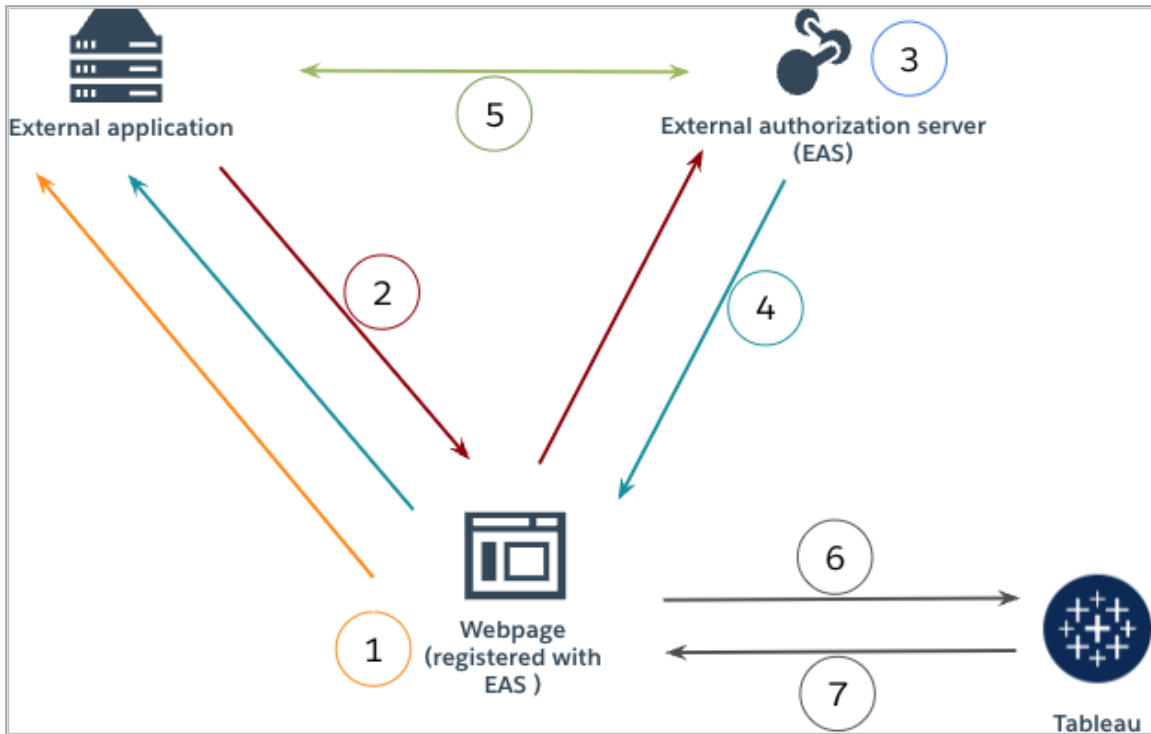 3
5
External application
External authorization server
(EAS)
2
4
6
1
Webpage
(registered with
EAS )
7
Tableau